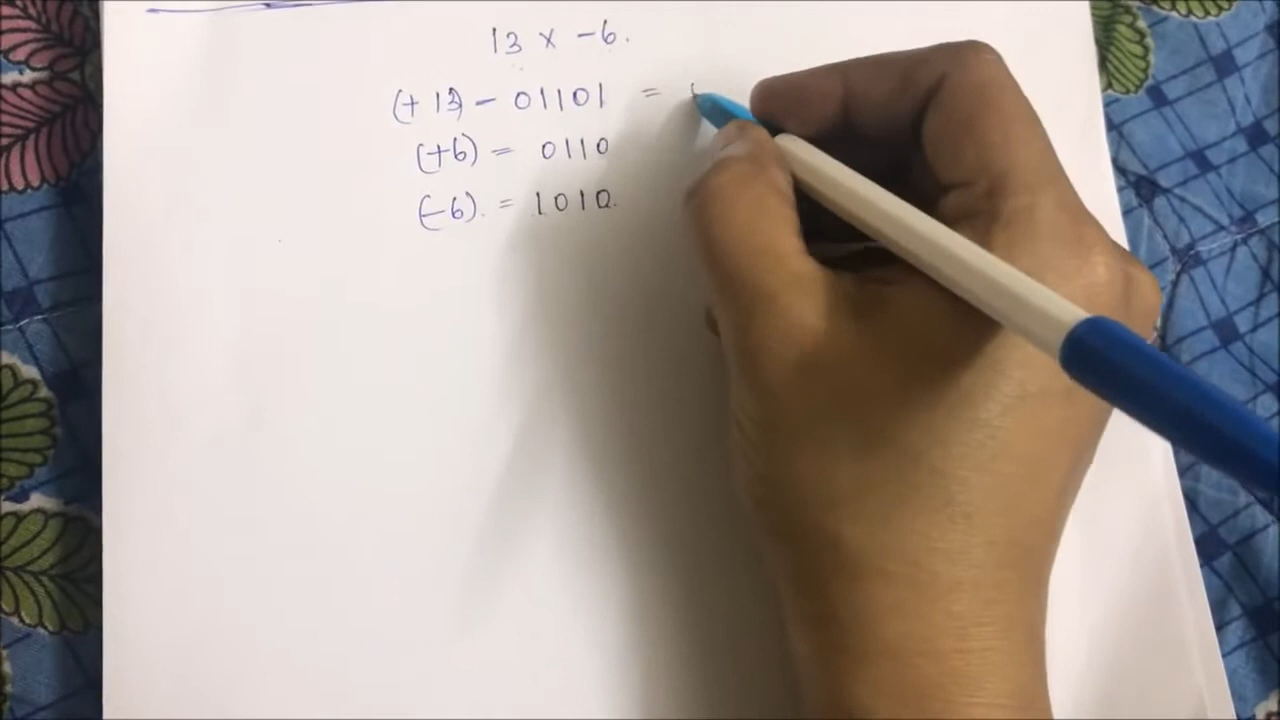 13 x -6.
(+13) - 01101 =
(+6) = 0110
(-6). = 1010.